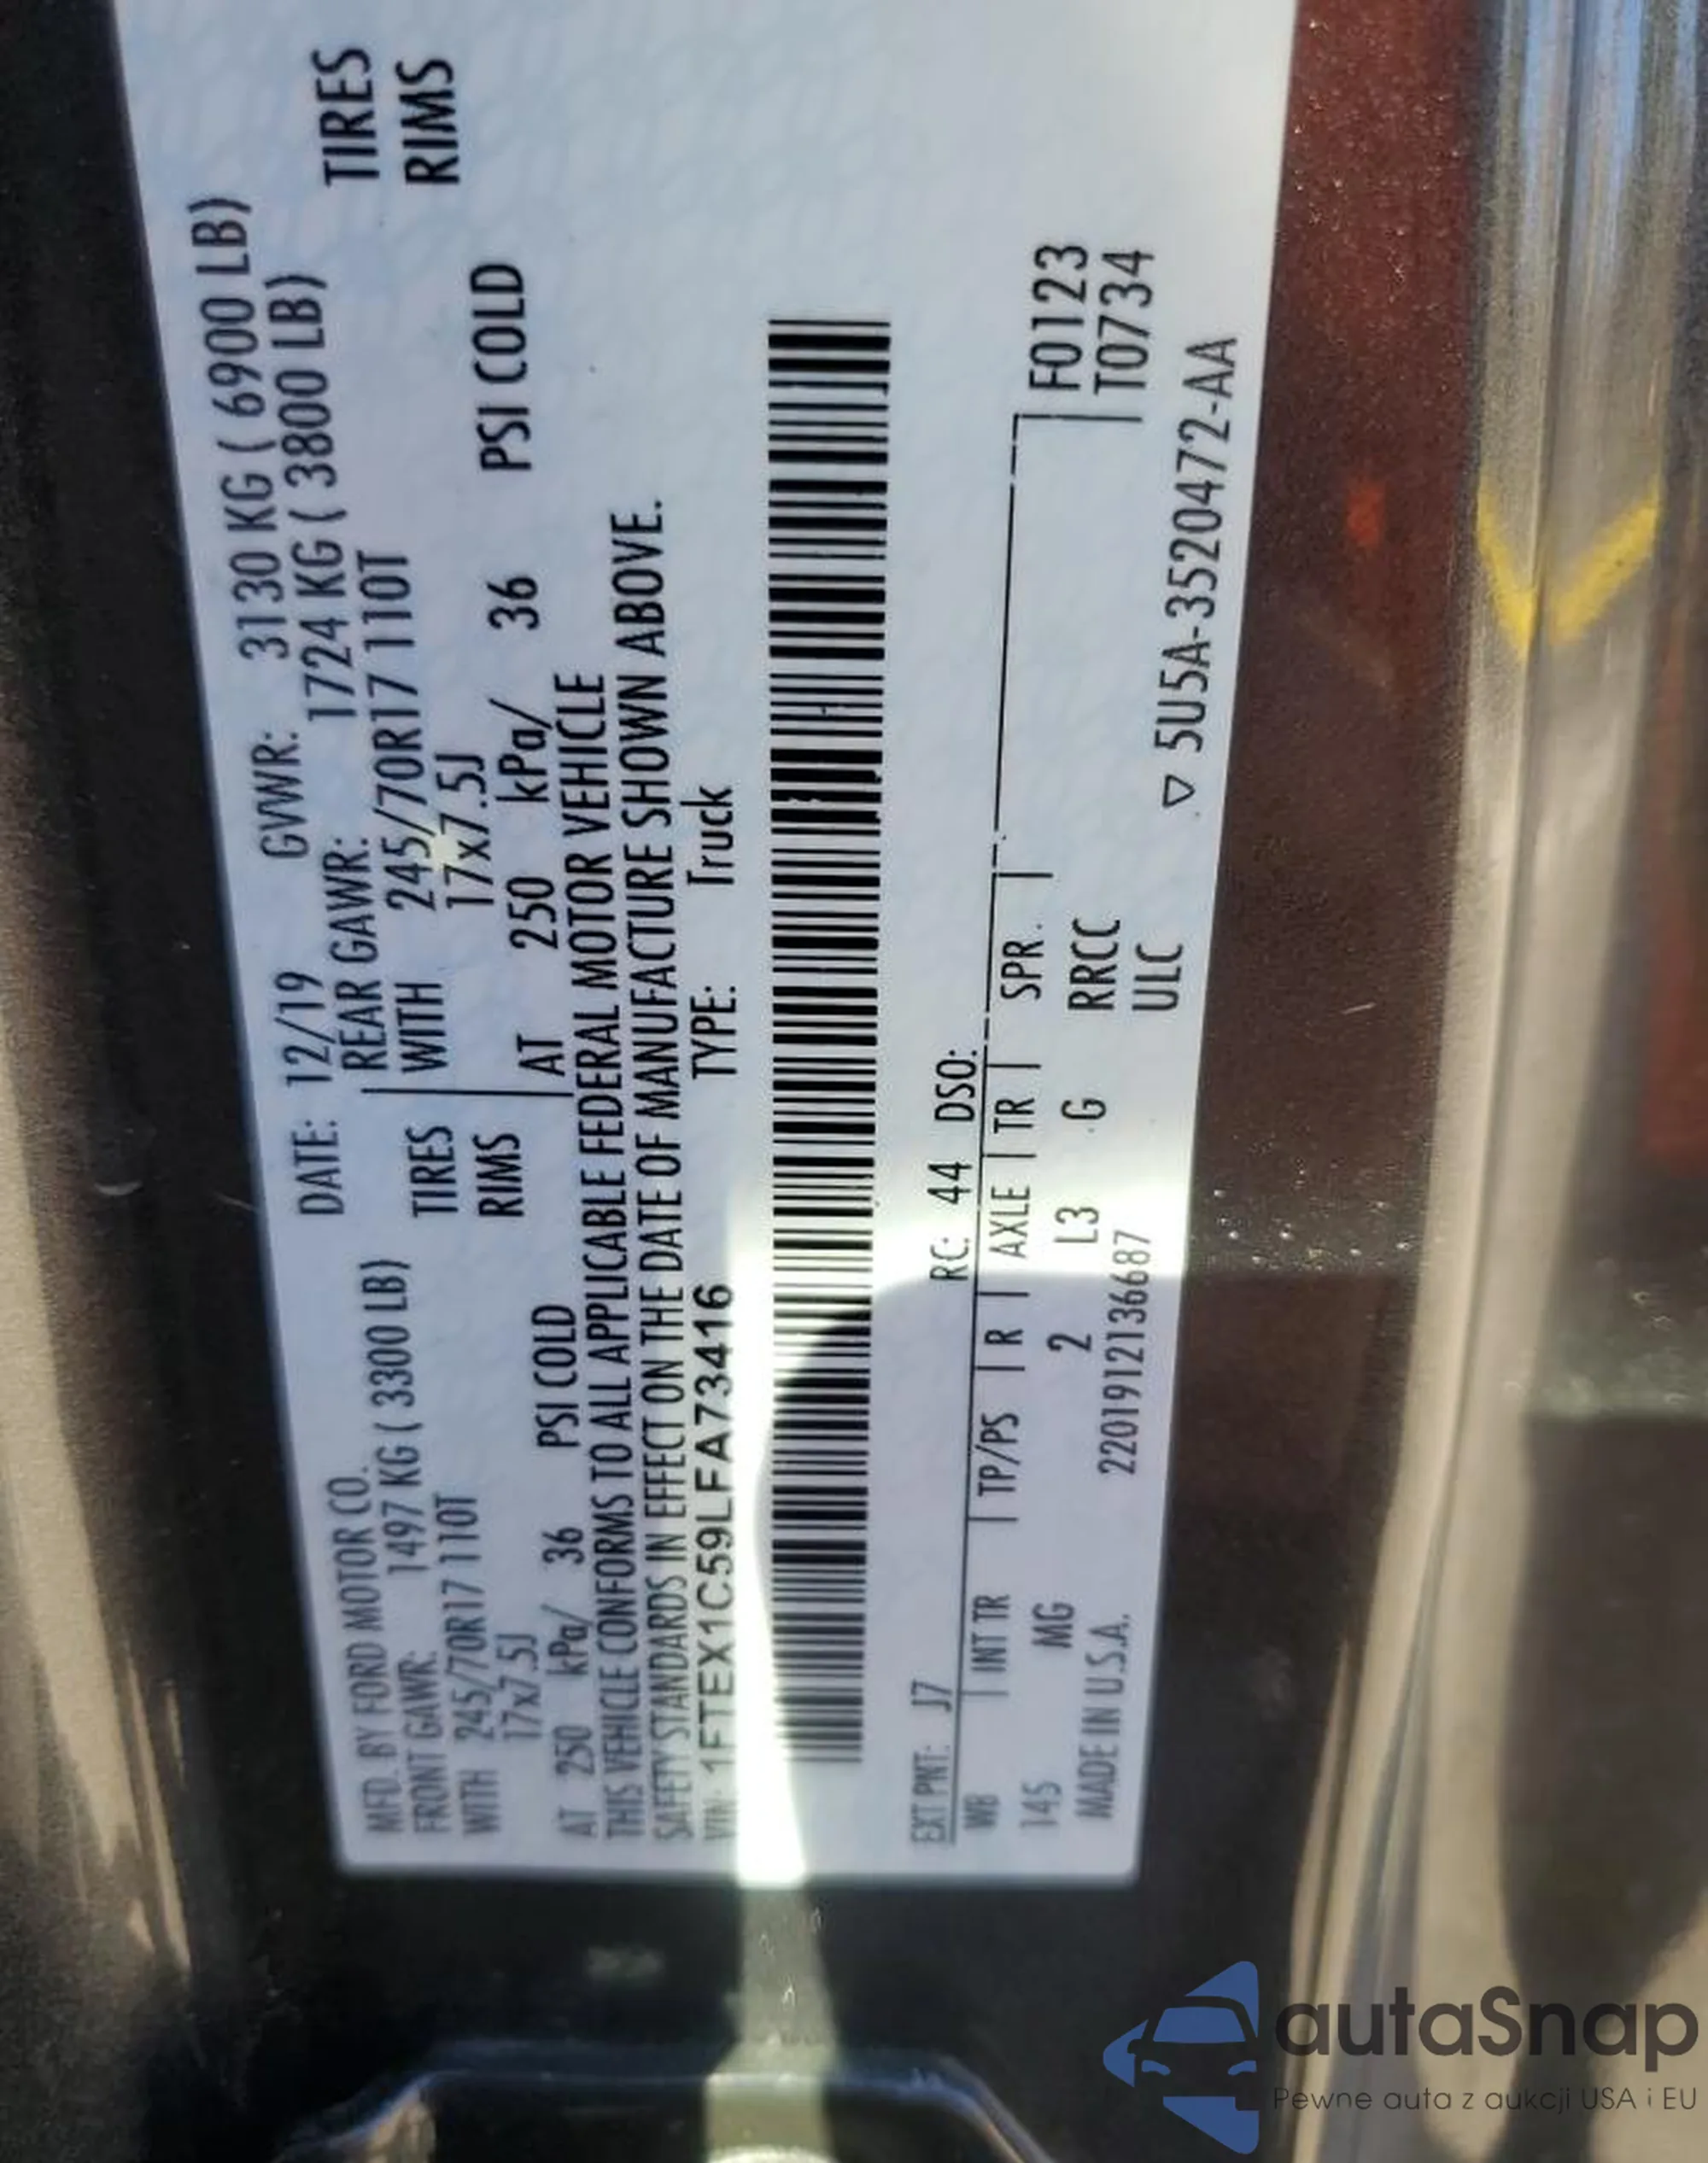 MFD. BY FORD MOTOR CO.
DATE: 12/19 GVWR: 3130 KG ( 6900 LB)
FRONT GAWR: 1497 KG ( 3300 LB) REAR GAWR: 1724 KG ( 3800 LB)
WITH 245/70R17 110T TIRES WITH 245/70R17 110T TIRES
17x7.5J RIMS 17x7.5J RIMS
AT 250 kPa/ 36 PSI COLD AT 250 kPa/ 36 PSI COLD
THIS VEHICLE CONFORMS TO ALL APPLICABLE FEDERAL MOTOR VEHICLE
SAFETY STANDARDS IN EFFECT ON THE DATE OF MANUFACTURE SHOWN ABOVE.
VIN: 1FTEX1C59LFA73416 TYPE: Truck
EXT PNT: J7 RC: 44 DSO:
WB INT TR TP/PS R AXLE TR SPR. F0123
145 MG 2 L3 G RRCC T0734
MADE IN U.S.A. 220191213​6687 ULC
▽ 5U5A-3520472-AA
autaSnap
Pewne auta z aukcji USA i EU